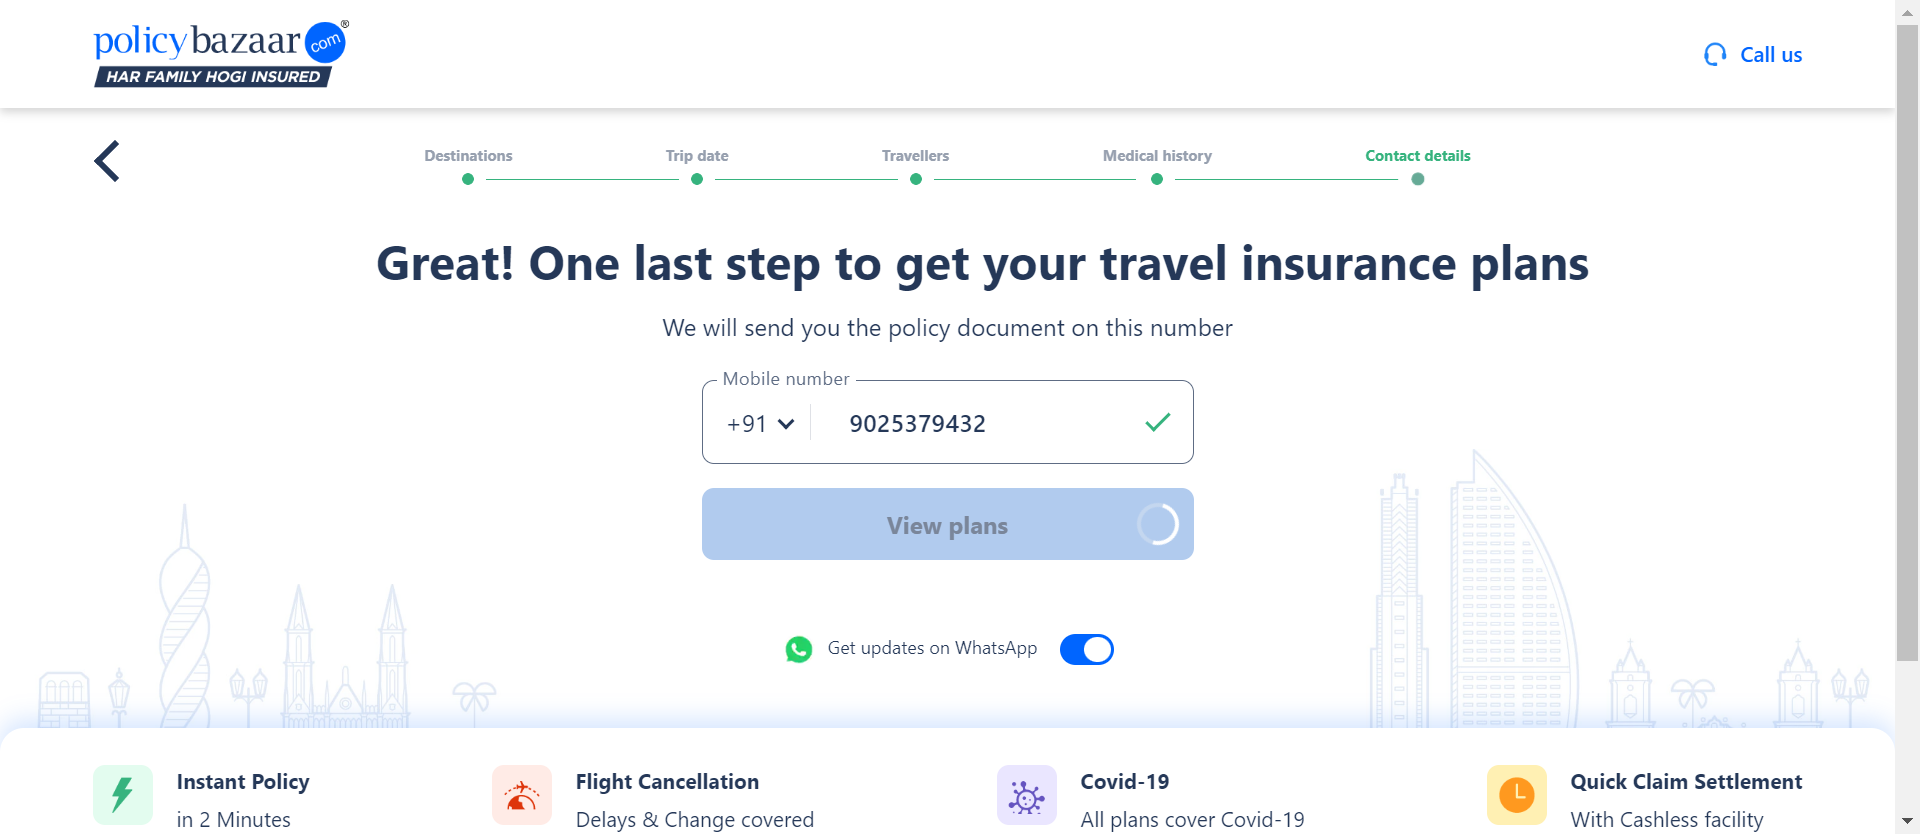 policybazaar com ®
HAR FAMILY HOGI INSURED
Call us
Destinations
Trip date
Travellers
Medical history
Contact details
Great! One last step to get your travel insurance plans
We will send you the policy document on this number
Mobile number
+91 9025379432
View plans
Get updates on WhatsApp
Instant Policy
in 2 Minutes
Flight Cancellation
Delays & Change covered
Covid-19
All plans cover Covid-19
Quick Claim Settlement
With Cashless facility